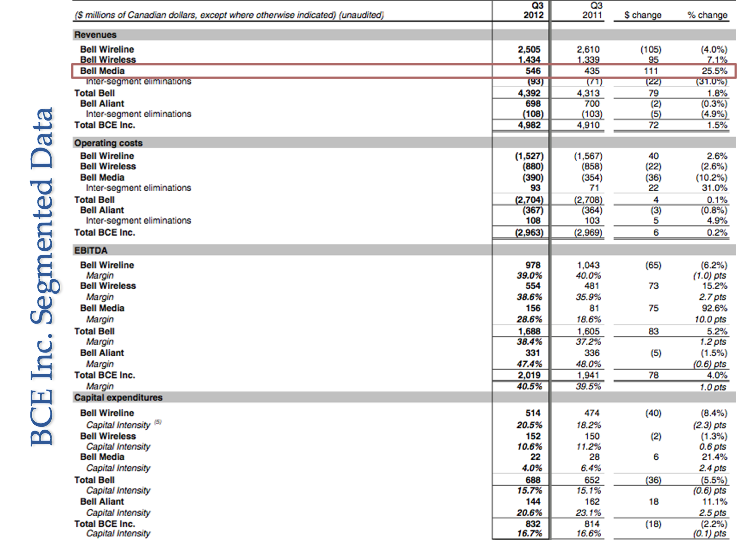 BCE Inc. Segmented Data
Q3 Q3
($ millions of Canadian dollars, except where otherwise indicated) (unaudited) 2012 2011 $ change % change
Revenues
Bell Wireline 2,505 2,610 (105) (4.0%)
Bell Wireless 1,434 1,339 95 7.1%
Bell Media 546 435 111 25.5%
Inter-segment eliminations (93) (71) (22) (31.0%)
Total Bell 4,392 4,313 79 1.8%
Bell Aliant 698 700 (2) (0.3%)
Inter-segment eliminations (108) (103) (5) (4.9%)
Total BCE Inc. 4,982 4,910 72 1.5%
Operating costs
Bell Wireline (1,527) (1,567) 40 2.6%
Bell Wireless (880) (858) (22) (2.6%)
Bell Media (390) (354) (36) (10.2%)
Inter-segment eliminations 93 71 22 31.0%
Total Bell (2,704) (2,708) 4 0.1%
Bell Aliant (367) (364) (3) (0.8%)
Inter-segment eliminations 108 103 5 4.9%
Total BCE Inc. (2,963) (2,969) 6 0.2%
EBITDA
Bell Wireline 978 1,043 (65) (6.2%)
Margin 39.0% 40.0% (1.0) pts
Bell Wireless 554 481 73 15.2%
Margin 38.6% 35.9% 2.7 pts
Bell Media 156 81 75 92.6%
Margin 28.6% 18.6% 10.0 pts
Total Bell 1,688 1,605 83 5.2%
Margin 38.4% 37.2% 1.2 pts
Bell Aliant 331 336 (5) (1.5%)
Margin 47.4% 48.0% (0.6) pts
Total BCE Inc. 2,019 1,941 78 4.0%
Margin 40.5% 39.5% 1.0 pts
Capital expenditures
Bell Wireline 514 474 (40) (8.4%)
Capital Intensity (5) 20.5% 18.2% (2.3) pts
Bell Wireless 152 150 (2) (1.3%)
Capital Intensity 10.6% 11.2% 0.6 pts
Bell Media 22 28 6 21.4%
Capital Intensity 4.0% 6.4% 2.4 pts
Total Bell 688 652 (36) (5.5%)
Capital Intensity 15.7% 15.1% (0.6) pts
Bell Aliant 144 162 18 11.1%
Capital Intensity 20.6% 23.1% 2.5 pts
Total BCE Inc. 832 814 (18) (2.2%)
Capital Intensity 16.7% 16.6% (0.1) pts